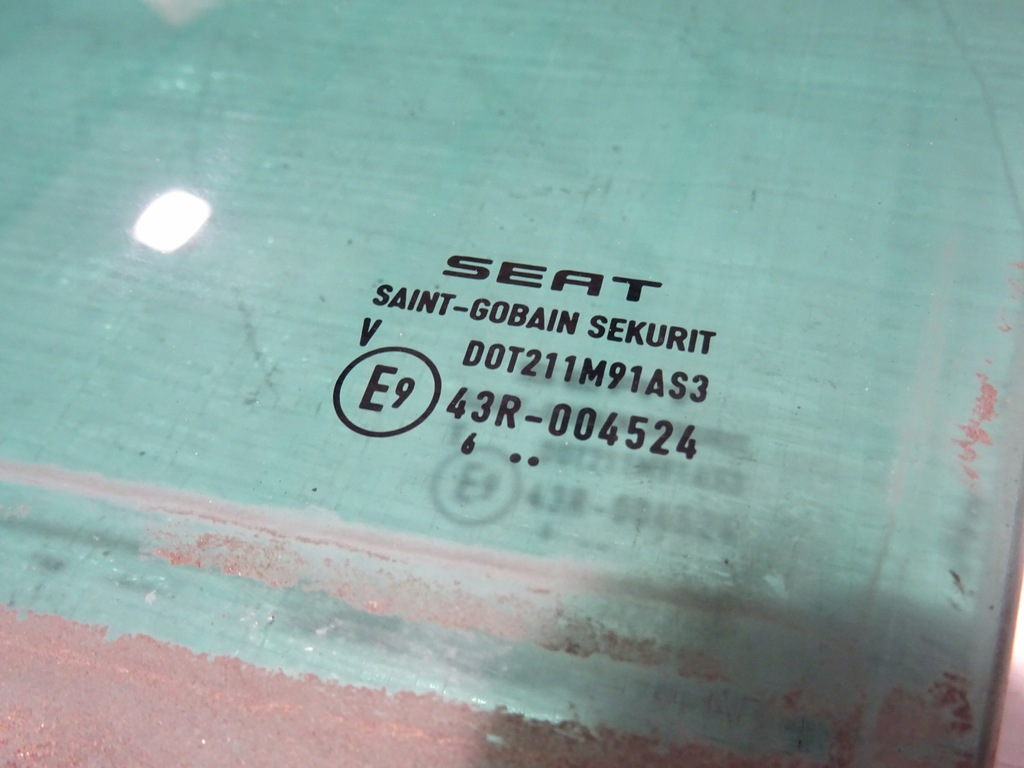 SEAT
SAINT-GOBAIN SEKURIT
V
DOT211M91AS3
E9 43R-004524
6 ..